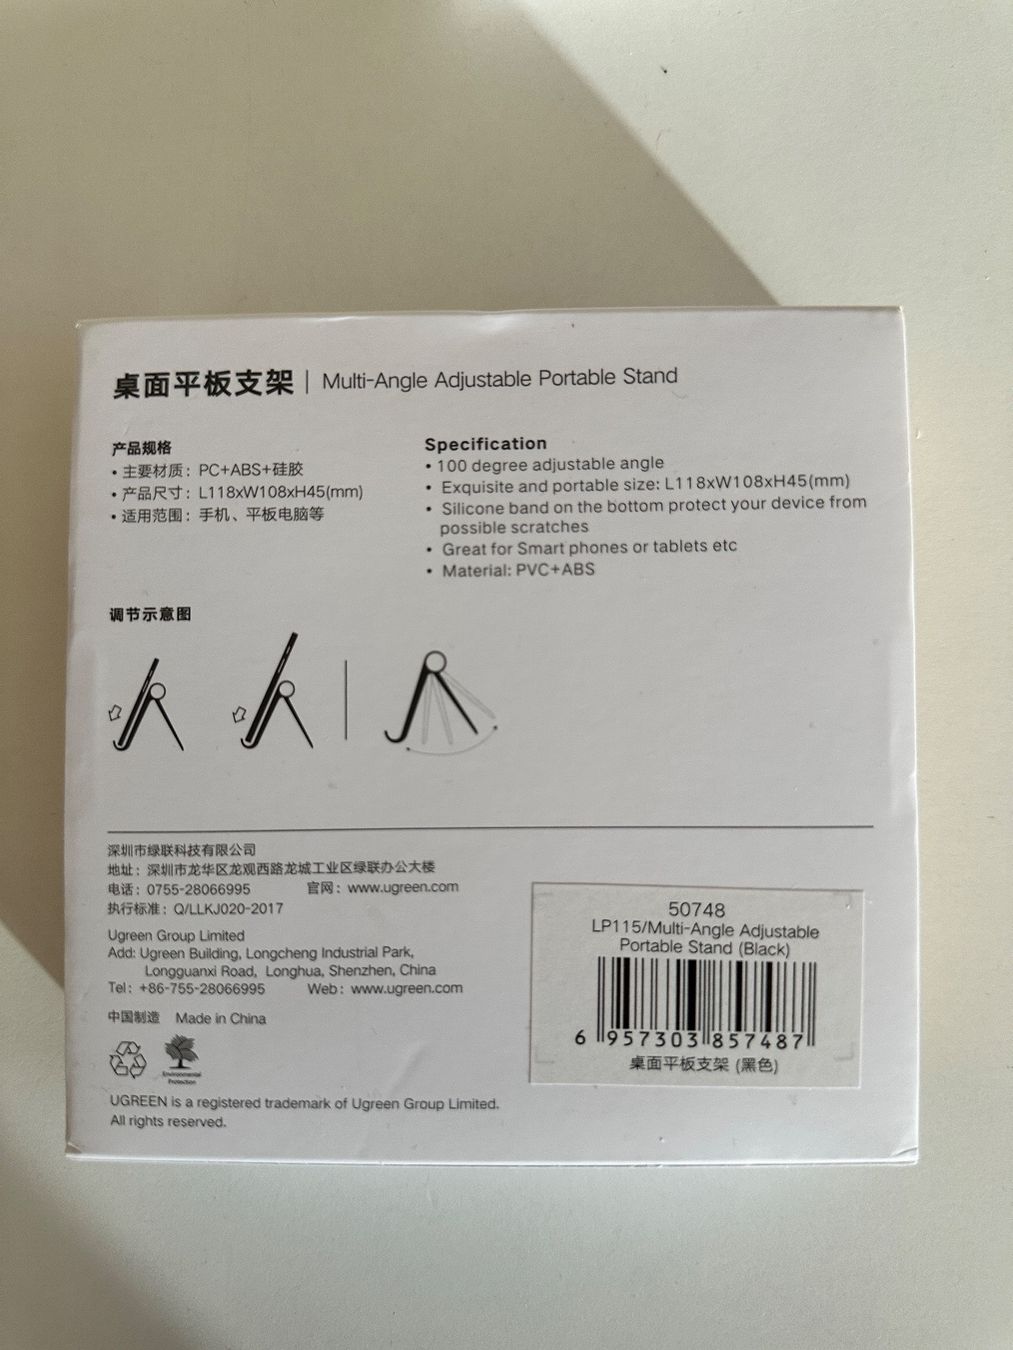 桌面平板支架 | Multi-Angle Adjustable Portable Stand
产品规格
• 主要材质：PC+ABS+硅胶
• 产品尺寸：L118xW108xH45(mm)
• 适用范围：手机、平板电脑等
Specification
• 100 degree adjustable angle
• Exquisite and portable size: L118xW108xH45(mm)
• Silicone band on the bottom protect your device from
possible scratches
• Great for Smart phones or tablets etc
• Material: PVC+ABS
调节示意图
深圳市绿联科技有限公司
地址：深圳市龙华区龙观西路龙城工业区绿联办公大楼
电话：0755-28066995 官网：www.ugreen.com
执行标准：Q/LLKJ020-2017
Ugreen Group Limited
Add: Ugreen Building, Longcheng Industrial Park,
Longguanxi Road, Longhua, Shenzhen, China
Tel: +86-755-28066995 Web: www.ugreen.com
中国制造 Made in China
Environmental
Protection
UGREEN is a registered trademark of Ugreen Group Limited.
All rights reserved.
50748
LP115/Multi-Angle Adjustable
Portable Stand (Black)
6 957303 857487
桌面平板支架 (黑色)